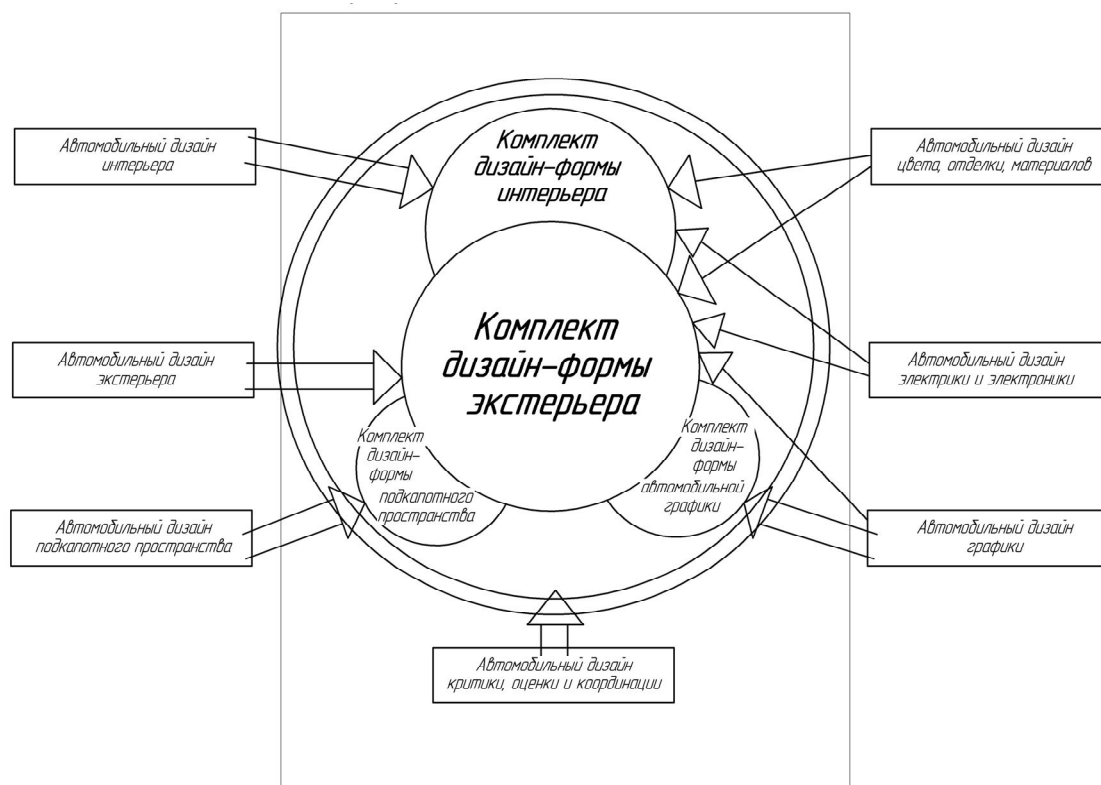 Комплект
дизайн-формы
интерьера
Автомобильный дизайн
интерьера
Автомобильный дизайн
цвета, отделки, материалов
Комплект
дизайн-формы
экстерьера
Автомобильный дизайн
экстерьера
Автомобильный дизайн
электрики и электроники
Комплект
дизайн-
формы
подкапотного
пространства
Комплект
дизайн-
формы
автомобильной
графики
Автомобильный дизайн
подкапотного пространства
Автомобильный дизайн
графики
Автомобильный дизайн
критики, оценки и координации